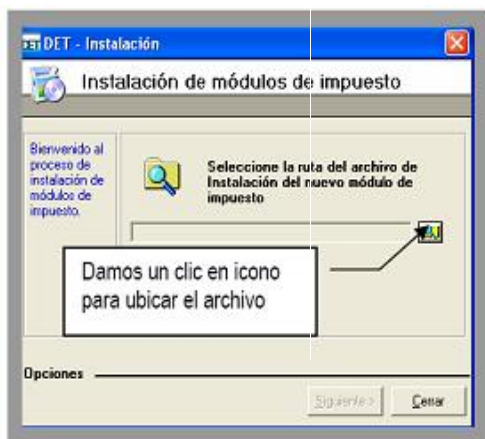 DET DET - Instalación
Instalación de módulos de impuesto
Bienvenido al
proceso de
instalación de
módulos de
impuesto.
Seleccione la ruta del archivo de
Instalación del nuevo módulo de
impuesto
Damos un clic en icono
para ubicar el archivo
Opciones
Siguiente >
Cerrar